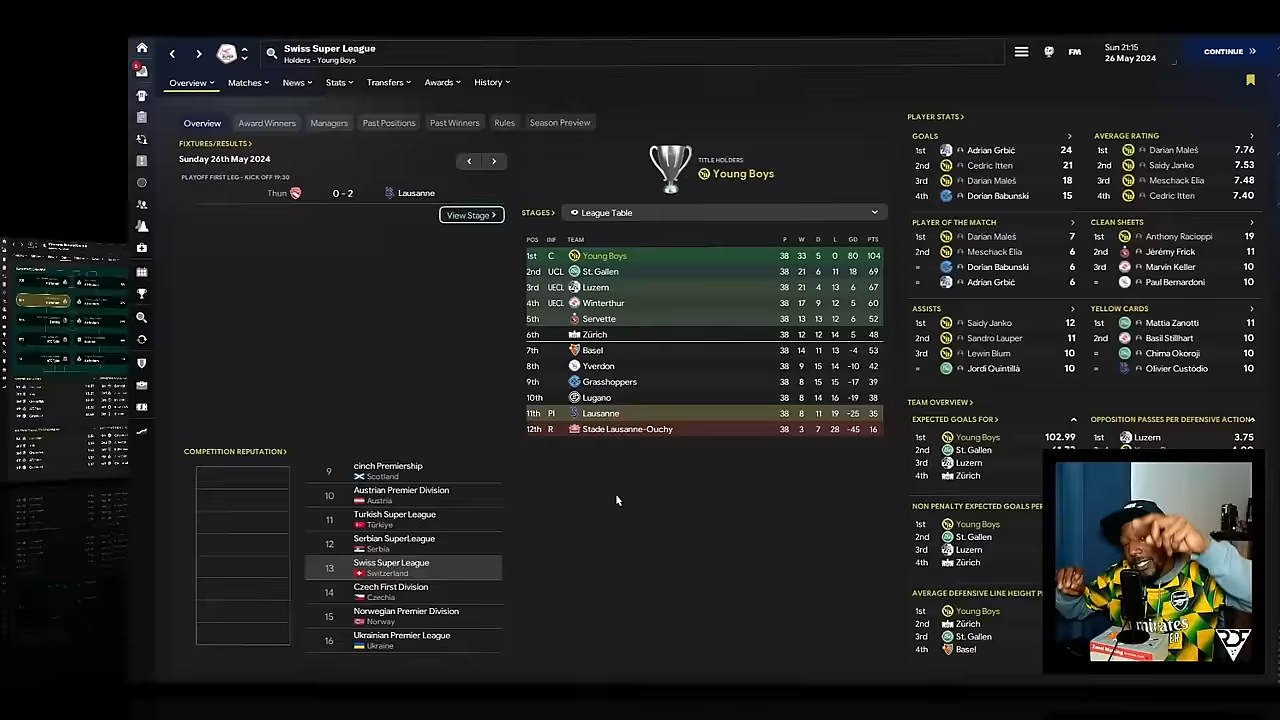 Swiss Super League
Holders - Young Boys
FM
Sun 21:15
26 May 2024
CONTINUE
Overview
Matches
News
Stats
Transfers
Awards
History
Overview
Award Winners
Managers
Past Positions
Past Winners
Rules
Season Preview
FIXTURES/RESULTS
Sunday 26th May 2024
PLAYOFF FIRST LEG - KICK OFF 19:30
Thun 0 - 2 Lausanne
View Stage
TITLE HOLDERS
Young Boys
STAGES League Table
POS INF TEAM P W D L GD PTS
1st C Young Boys 38 33 5 0 80 104
2nd UCL St. Gallen 38 21 6 11 18 69
3rd UECL Luzern 38 21 4 13 6 67
4th UECL Winterthur 38 17 9 12 5 60
5th Servette 38 13 13 12 6 52
6th Zürich 38 12 12 14 5 48
7th Basel 38 14 11 13 -4 53
8th Yverdon 38 9 15 14 -10 42
9th Grasshoppers 38 8 15 15 -17 39
10th Lugano 38 8 14 16 -19 38
11th Pl Lausanne 38 8 11 19 -25 35
12th R Stade Lausanne-Ouchy 38 3 7 28 -45 16
COMPETITION REPUTATION
9 cinch Premiership
Scotland
10 Austrian Premier Division
Austria
11 Turkish Super League
Türkiye
12 Serbian SuperLeague
Serbia
13 Swiss Super League
Switzerland
14 Czech First Division
Czechia
15 Norwegian Premier Division
Norway
16 Ukrainian Premier League
Ukraine
PLAYER STATS
GOALS
1st Adrian Grbić 24
2nd Cedric Itten 21
3rd Darian Maleš 18
4th Dorian Babunski 15
AVERAGE RATING
1st Darian Maleš 7.76
2nd Saidy Janko 7.53
3rd Meschack Elia 7.48
4th Cedric Itten 7.40
PLAYER OF THE MATCH
1st Darian Maleš 7
2nd Meschack Elia 6
= Dorian Babunski 6
= Adrian Grbić 6
CLEAN SHEETS
1st Anthony Racioppi 19
2nd Jérémy Frick 11
3rd Marvin Keller 10
= Paul Bernardoni 10
ASSISTS
1st Saidy Janko 12
2nd Sandro Lauper 11
3rd Lewin Blum 10
= Jordi Quintillà 10
YELLOW CARDS
1st Mattia Zanotti 11
2nd Basil Stillhart 10
= Chima Okoroji 10
= Olivier Custodio 10
TEAM OVERVIEW
EXPECTED GOALS FOR
1st Young Boys 102.99
2nd St. Gallen
3rd Luzern
4th Zürich
OPPOSITION PASSES PER DEFENSIVE ACTION
1st Luzern 3.75
NON PENALTY EXPECTED GOALS PER
1st Young Boys
2nd St. Gallen
3rd Luzern
4th Zürich
AVERAGE DEFENSIVE LINE HEIGHT P
1st Young Boys
2nd Zürich
3rd St. Gallen
4th Basel